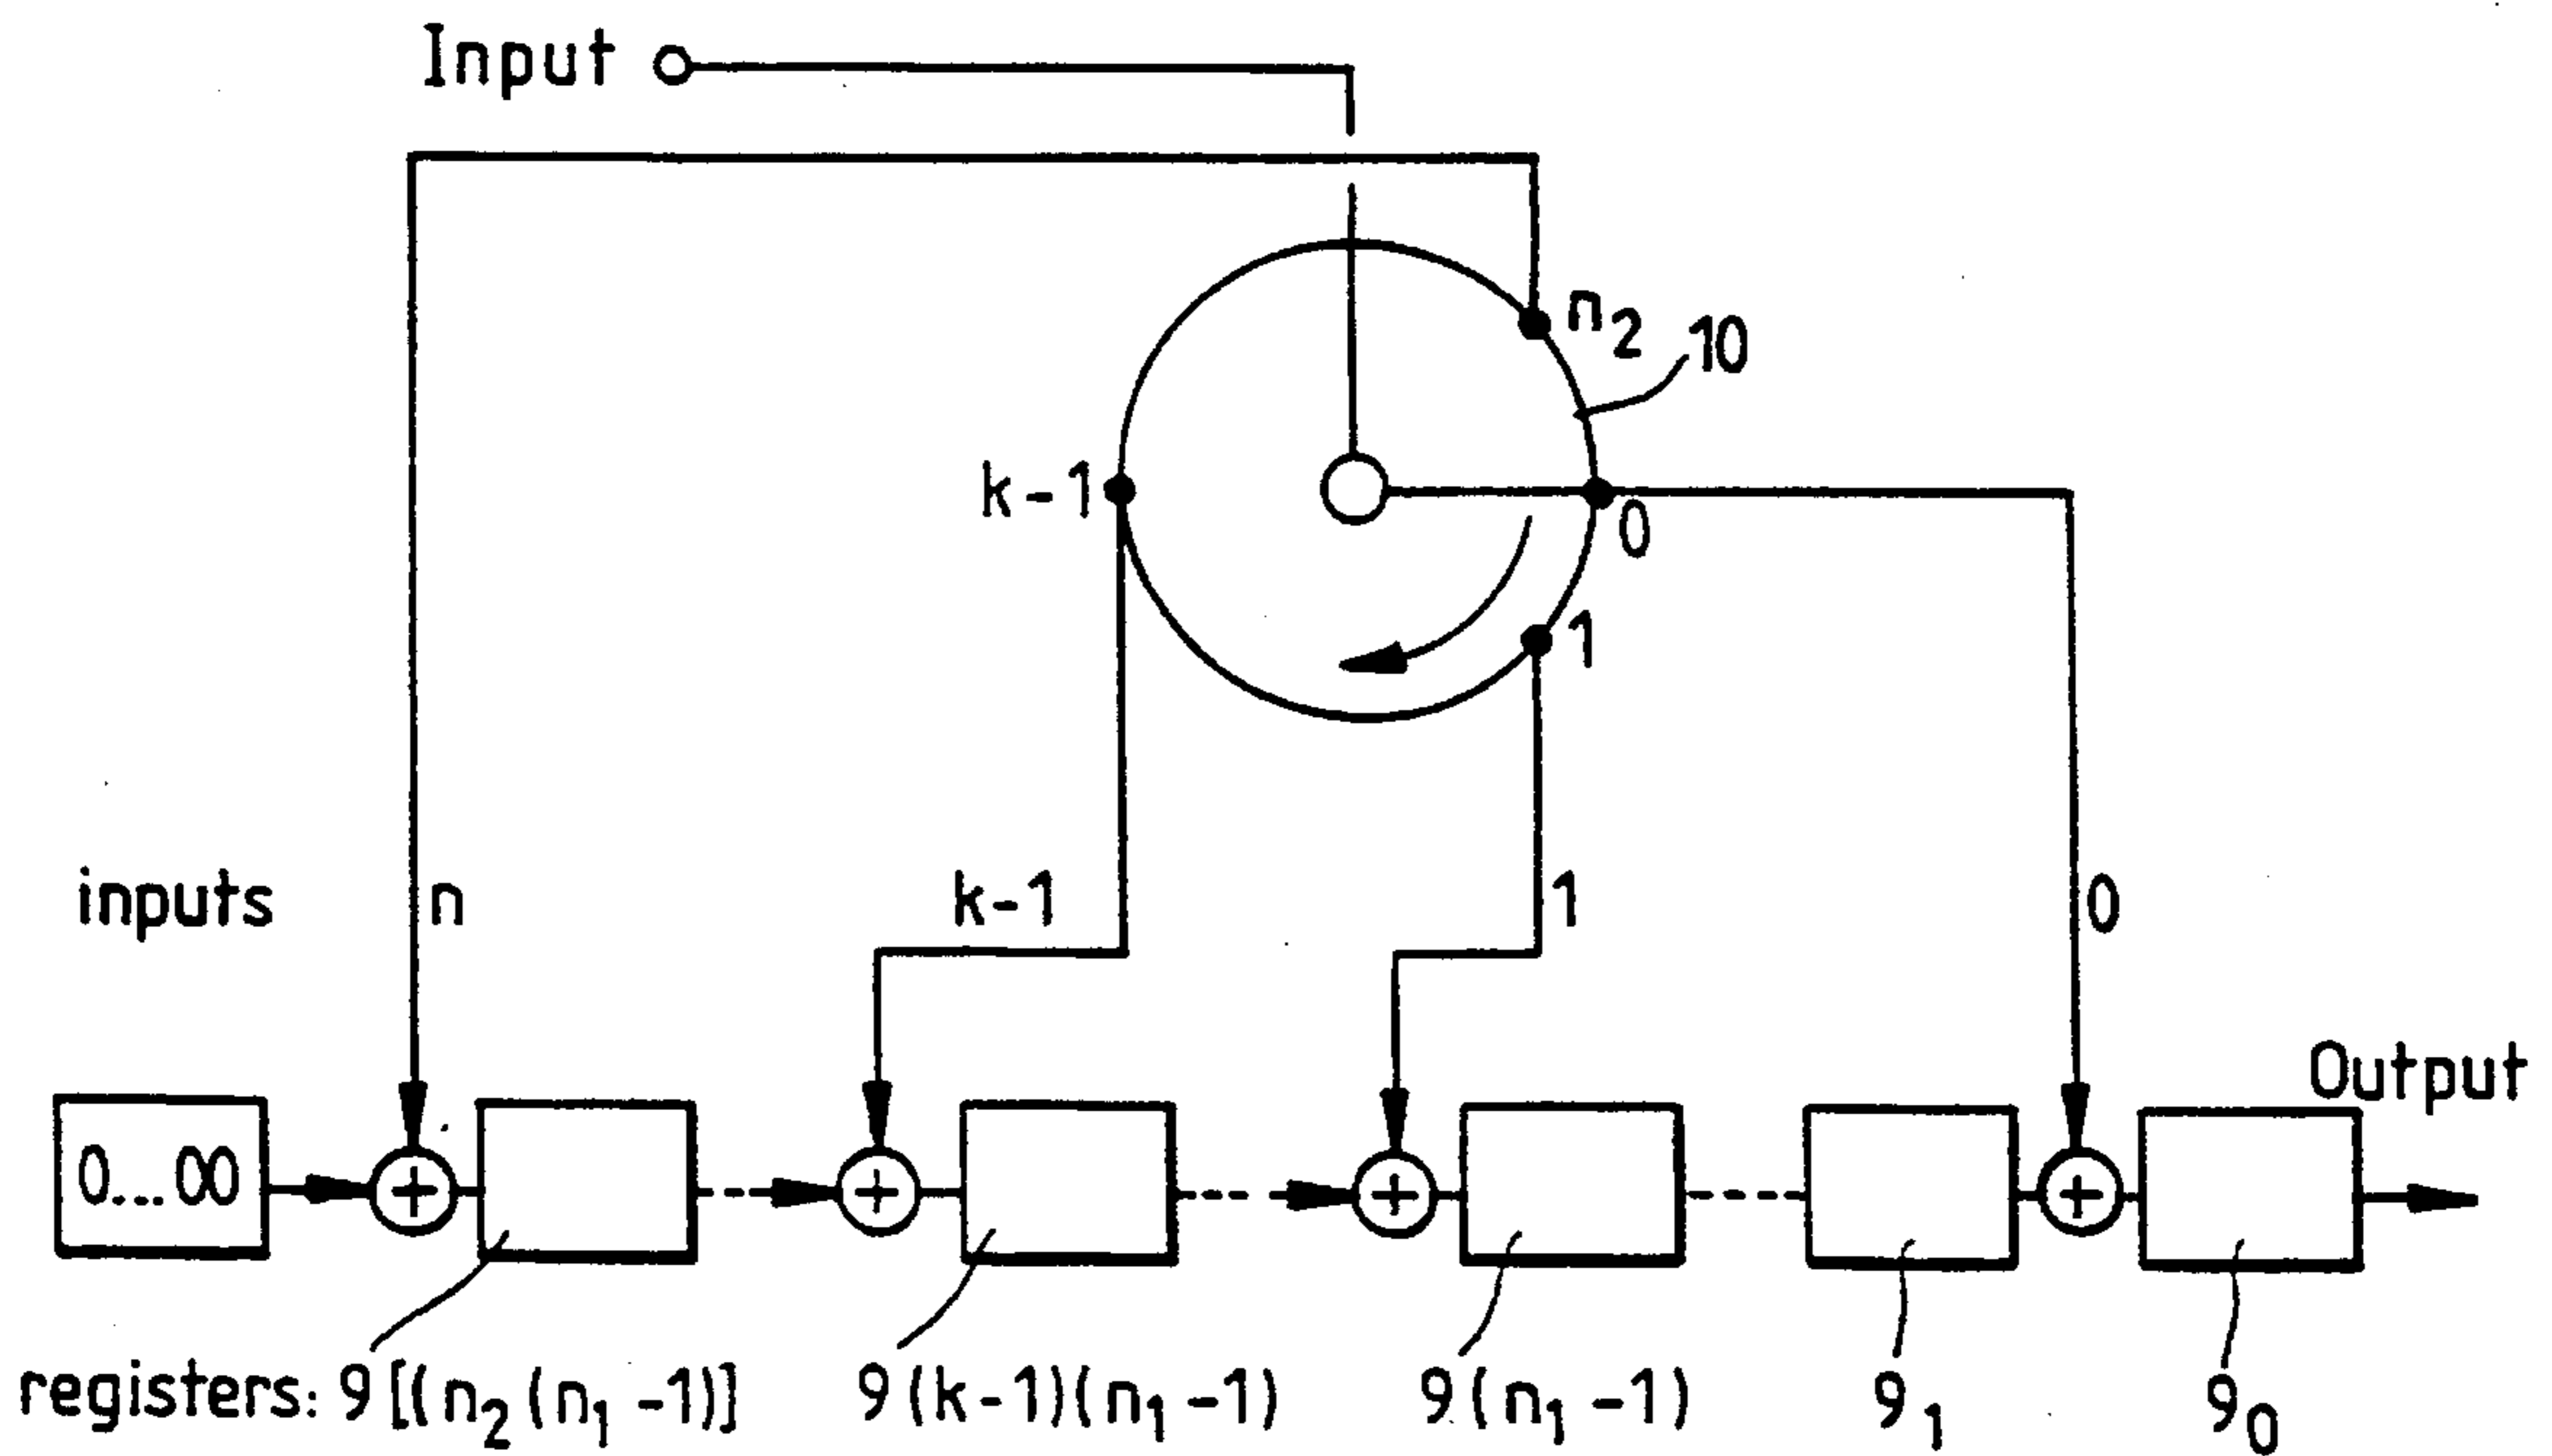 Input
n2
10
k-1
0
1
inputs
n
k-1
1
0
Output
0...∞
+
+
+
+
registers: 9[(n2(n1-1)]
9(k-1)(n1-1)
9(n1-1)
91
90